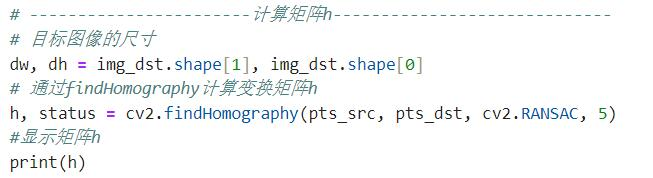 # -----------------------计算矩阵h-----------------------------
# 目标图像的尺寸
dw, dh = img_dst.shape[1], img_dst.shape[0]
# 通过findHomography计算变换矩阵h
h, status = cv2.findHomography(pts_src, pts_dst, cv2.RANSAC, 5)
#显示矩阵h
print(h)